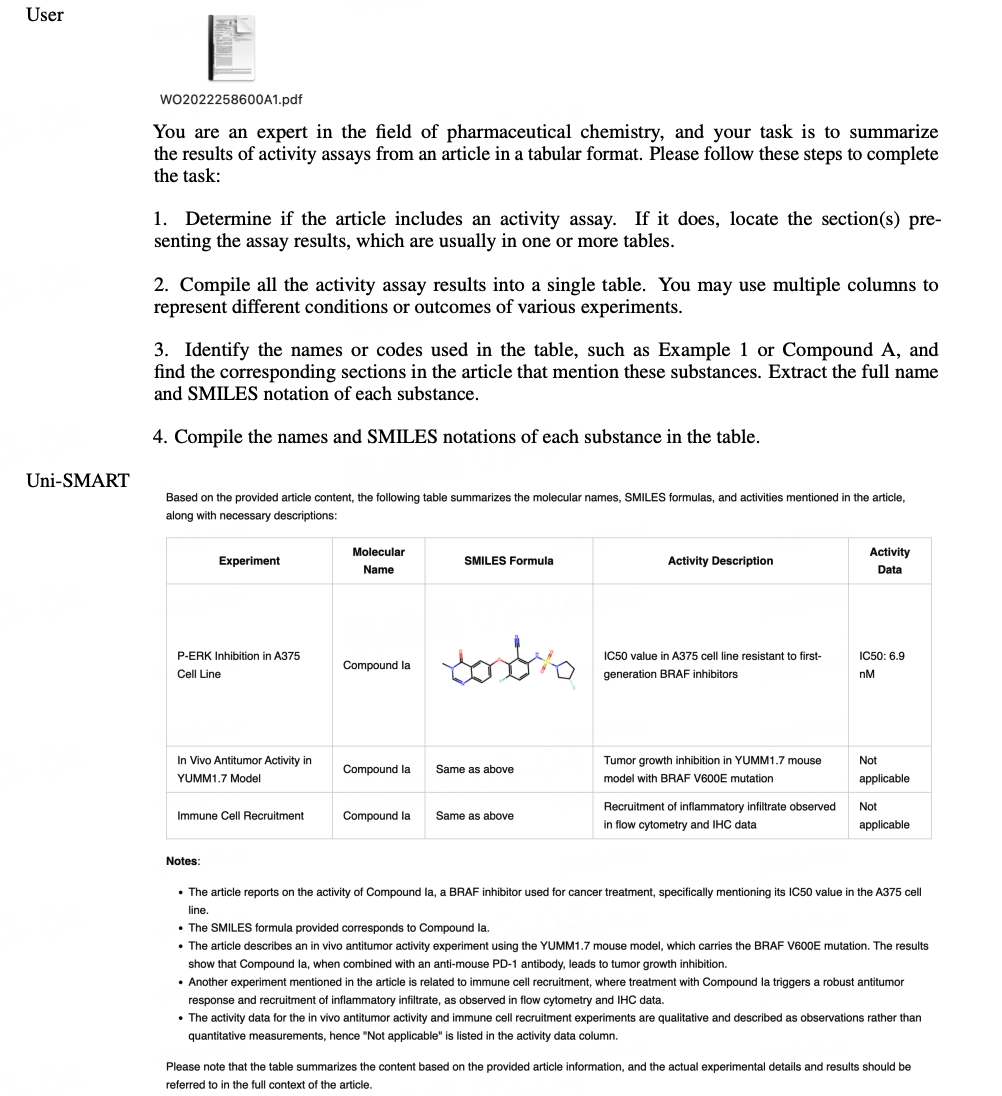 User
WO2022258600A1.pdf
You are an expert in the field of pharmaceutical chemistry, and your task is to summarize
the results of activity assays from an article in a tabular format. Please follow these steps to complete
the task:
1. Determine if the article includes an activity assay. If it does, locate the section(s) pre-
senting the assay results, which are usually in one or more tables.
2. Compile all the activity assay results into a single table. You may use multiple columns to
represent different conditions or outcomes of various experiments.
3. Identify the names or codes used in the table, such as Example 1 or Compound A, and
find the corresponding sections in the article that mention these substances. Extract the full name
and SMILES notation of each substance.
4. Compile the names and SMILES notations of each substance in the table.
Uni-SMART
Based on the provided article content, the following table summarizes the molecular names, SMILES formulas, and activities mentioned in the article,
along with necessary descriptions:
Experiment
Molecular
Name
SMILES Formula
Activity Description
Activity
Data
P-ERK Inhibition in A375
Cell Line
Compound Ia
IC50 value in A375 cell line resistant to first-
generation BRAF inhibitors
IC50: 6.9
nM
In Vivo Antitumor Activity in
YUMM1.7 Model
Compound Ia
Same as above
Tumor growth inhibition in YUMM1.7 mouse
model with BRAF V600E mutation
Not
applicable
Immune Cell Recruitment
Compound Ia
Same as above
Recruitment of inflammatory infiltrate observed
in flow cytometry and IHC data
Not
applicable
Notes:
• The article reports on the activity of Compound Ia, a BRAF inhibitor used for cancer treatment, specifically mentioning its IC50 value in the A375 cell
line.
• The SMILES formula provided corresponds to Compound Ia.
• The article describes an in vivo antitumor activity experiment using the YUMM1.7 mouse model, which carries the BRAF V600E mutation. The results
show that Compound Ia, when combined with an anti-mouse PD-1 antibody, leads to tumor growth inhibition.
• Another experiment mentioned in the article is related to immune cell recruitment, where treatment with Compound Ia triggers a robust antitumor
response and recruitment of inflammatory infiltrate, as observed in flow cytometry and IHC data.
• The activity data for the in vivo antitumor activity and immune cell recruitment experiments are qualitative and described as observations rather than
quantitative measurements, hence "Not applicable" is listed in the activity data column.
Please note that the table summarizes the content based on the provided article information, and the actual experimental details and results should be
referred to in the full context of the article.